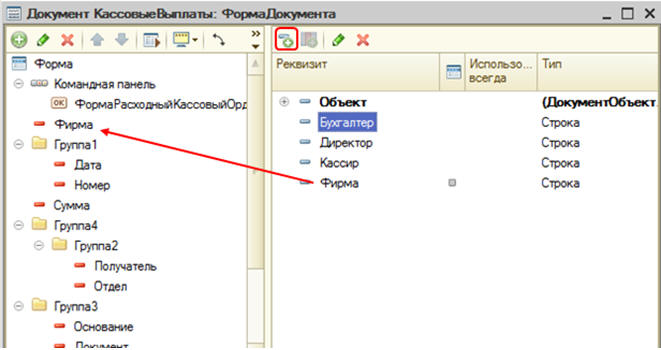 Документ КассовыеВыплаты: ФормаДокумента
Форма
Командная панель
OK ФормаРасходныйКассовыйОрд
Фирма
Группа1
Дата
Номер
Сумма
Группа4
Группа2
Получатель
Отдел
Группа3
Основание
Документ
Реквизит Использо... всегда Тип
Объект (ДокументОбъект.
Бухгалтер Строка
Директор Строка
Кассир Строка
Фирма Строка